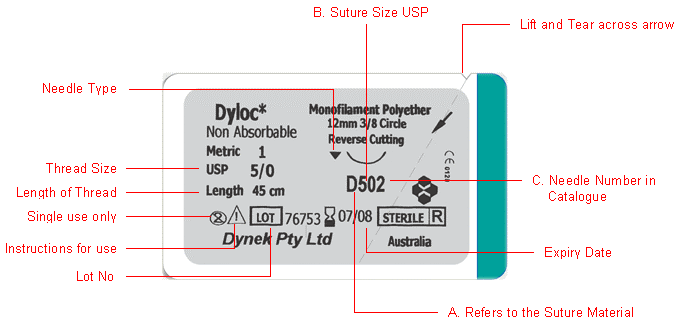 B. Suture Size USP
Lift and Tear across arrow
Needle Type
Dyloc*
Non Absorbable
Monofilament Polyether
12mm 3/8 Circle
Reverse Cutting
Metric 1
Thread Size
USP 5/0
Length of Thread
Length 45 cm
D502
C. Needle Number in
Catalogue
Single use only
LOT 76753 07/08 STERILE R
Instructions for use
Dynek Pty Ltd
Australia
Expiry Date
Lot No
A. Refers to the Suture Material